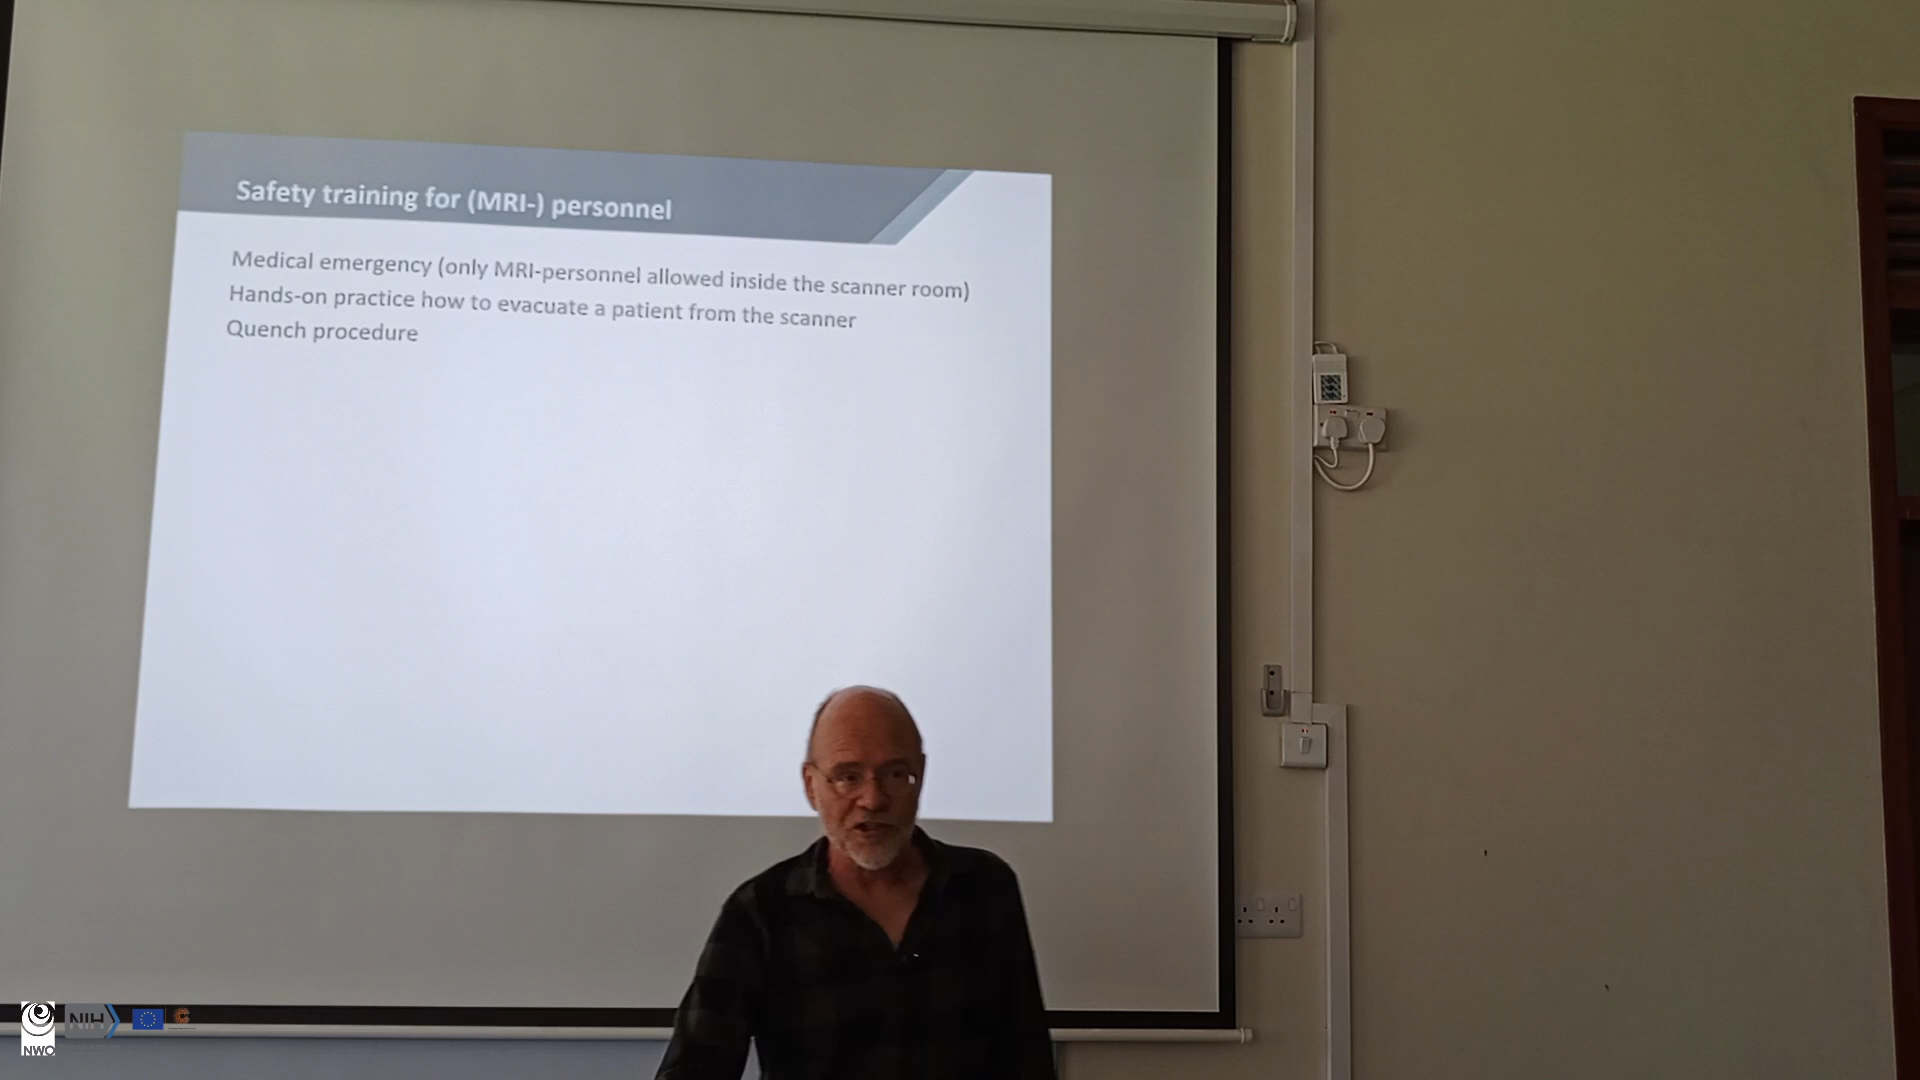 Safety training for (MRI-) personnel
Medical emergency (only MRI-personnel allowed inside the scanner room)
Hands-on practice how to evacuate a patient from the scanner
Quench procedure
NWO
NIH